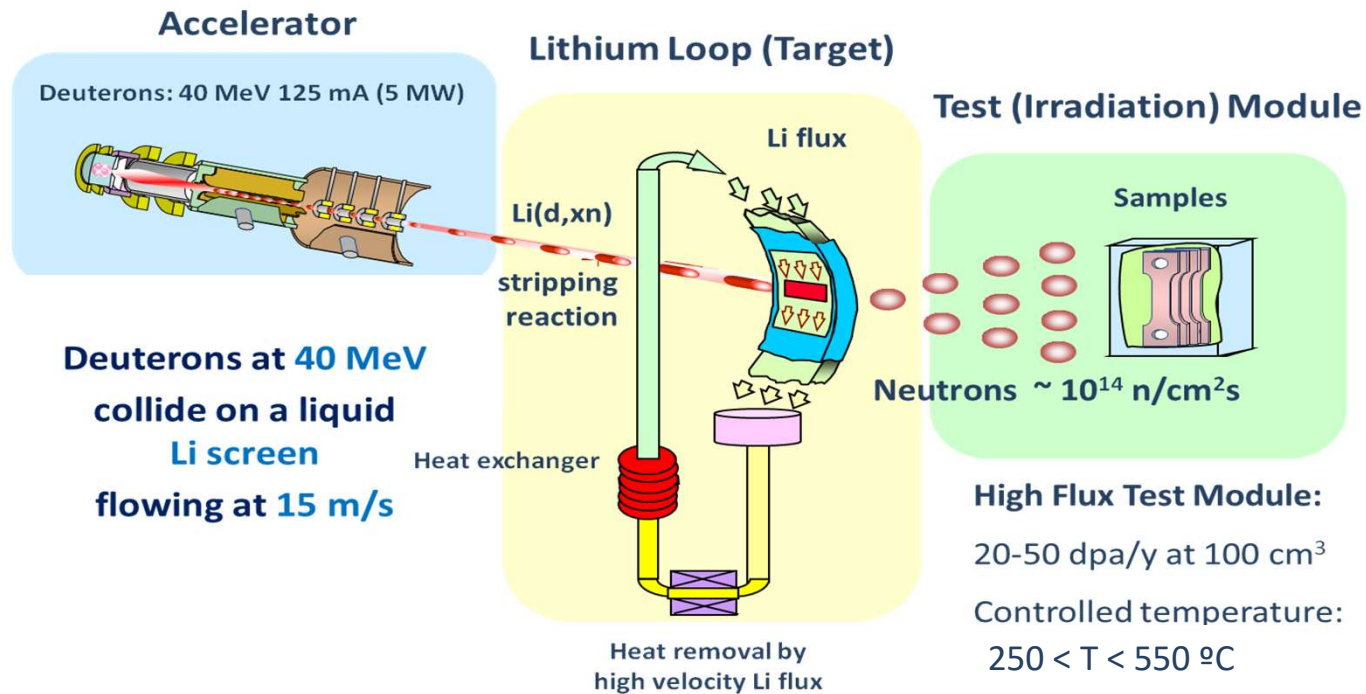 Accelerator
Deuterons: 40 MeV 125 mA (5 MW)
Deuterons at 40 MeV
collide on a liquid
Li screen
flowing at 15 m/s
Lithium Loop (Target)
Li flux
Li(d,xn)
stripping
reaction
Heat exchanger
Heat removal by
high velocity Li flux
Test (Irradiation) Module
Samples
Neutrons ~ 10¹⁴ n/cm²s
High Flux Test Module:
20-50 dpa/y at 100 cm³
Controlled temperature:
250 < T < 550 ºC